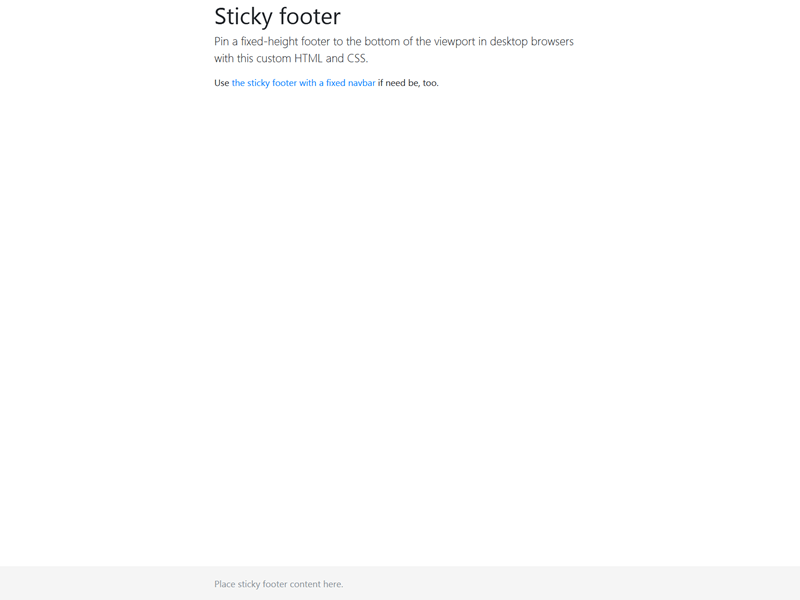 Sticky footer
Pin a fixed-height footer to the bottom of the viewport in desktop browsers
with this custom HTML and CSS.
Use the sticky footer with a fixed navbar if need be, too.
Place sticky footer content here.